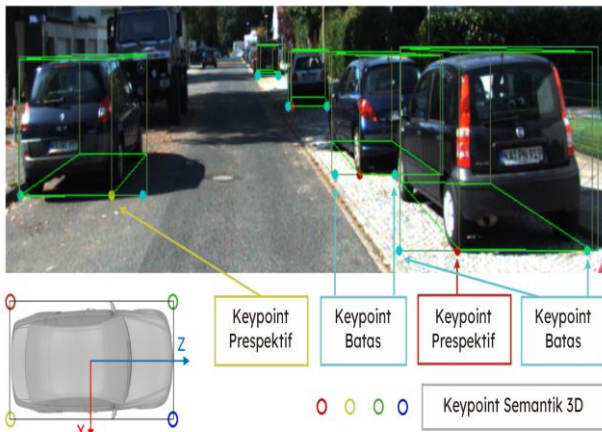 Keypoint
Prespektif
Keypoint
Batas
Keypoint
Prespektif
Keypoint
Batas
Z
X
Keypoint Semantik 3D